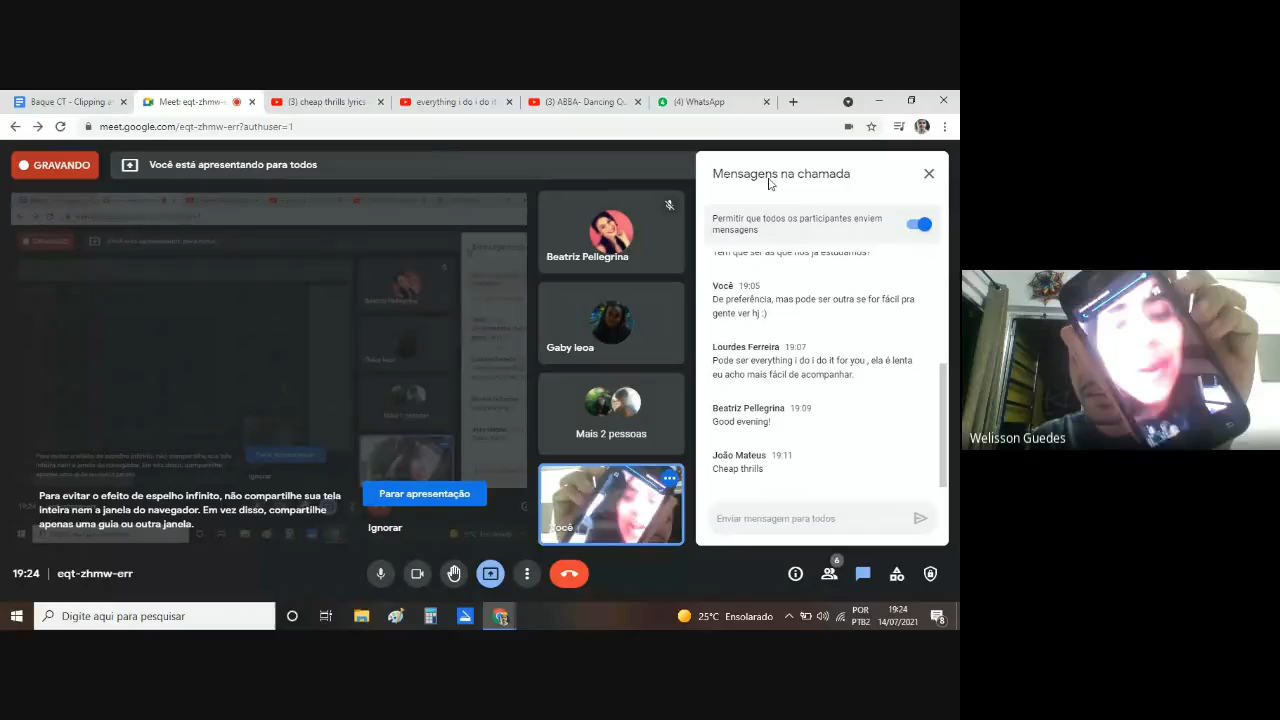 Baque CT - Clipping e
Meet: eqt-zhmw-e
(3) cheap thrills lyrics -
everything i do i do it
(3) ABBA- Dancing Q
(4) WhatsApp
meet.google.com/eqt-zhmw-err?authuser=1
GRAVANDO
Você está apresentando para todos
Mensagens na chamada
Permitir que todos os participantes enviem
mensagens
Tem que ser as que nós já estudamos?
Você 19:05
De preferência, mas pode ser outra se for fácil pra
gente ver hj :)
Lourdes Ferreira 19:07
Pode ser everything i do i do it for you , ela é lenta
eu acho mais fácil de acompanhar.
Beatriz Pellegrina 19:09
Good evening!
João Mateus 19:11
Cheap thrills
Enviar mensagem para todos
Beatriz Pellegrina
Gaby leoa
Mais 2 pessoas
Você
Para evitar o efeito de espelho infinito, não compartilhe sua tela
inteira nem a janela do navegador. Em vez disso, compartilhe
apenas uma guia ou outra janela.
Parar apresentação
Ignorar
19:24 | eqt-zhmw-err
6
Digite aqui para pesquisar
25°C Ensolarado
POR
PTB2
19:24
14/07/2021
8
Welisson Guedes